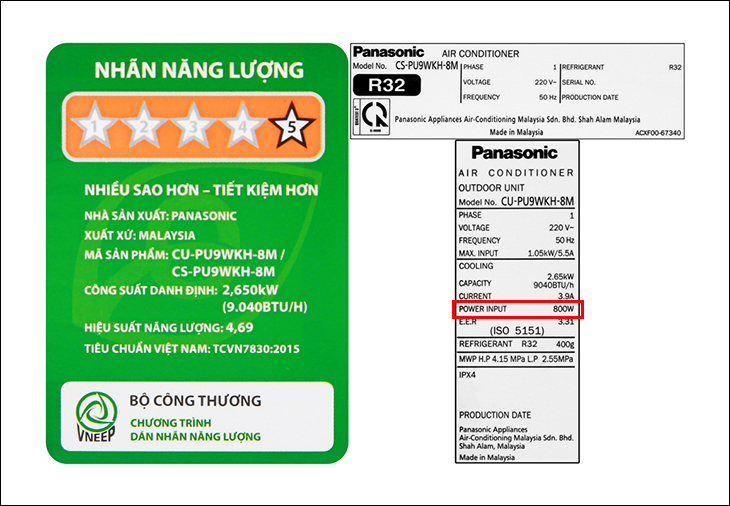 NHÃN NĂNG LƯỢNG
1 2 3 4 5
NHIỀU SAO HƠN – TIẾT KIỆM HƠN
NHÀ SẢN XUẤT: PANASONIC
XUẤT XỨ: MALAYSIA
MÃ SẢN PHẨM: CU-PU9WKH-8M /
CS-PU9WKH-8M
CÔNG SUẤT DANH ĐỊNH: 2,650kW
(9.040BTU/H)
HIỆU SUẤT NĂNG LƯỢNG: 4,69
TIÊU CHUẨN VIỆT NAM: TCVN7830:2015
VNEEP
BỘ CÔNG THƯƠNG
CHƯƠNG TRÌNH
DÁN NHÃN NĂNG LƯỢNG
Panasonic AIR CONDITIONER
Model No. CS-PU9WKH-8M
R32
PHASE 1
VOLTAGE 220 V~
FREQUENCY 50 Hz
REFRIGERANT R32
SERIAL NO.
PRODUCTION DATE
Panasonic Appliances Air-Conditioning Malaysia Sdn. Bhd. Shah Alam Malaysia
Made in Malaysia
ACXF00-67340
Panasonic
AIR CONDITIONER
OUTDOOR UNIT
Model No. CU-PU9WKH-8M
PHASE 1
VOLTAGE 220 V~
FREQUENCY 50 Hz
MAX. INPUT 1.05kW/5.5A
COOLING
CAPACITY 2.65kW
9040BTU/h
CURRENT 3.9A
POWER INPUT 800W
E.E.R 3.31
(ISO 5151)
REFRIGERANT R32 400g
MWP H.P 4.15 MPa L.P 2.55MPa
IPX4
PRODUCTION DATE
Panasonic Appliances
Air-Conditioning Malaysia Sdn. Bhd.
Shah Alam, Malaysia
Made in Malaysia